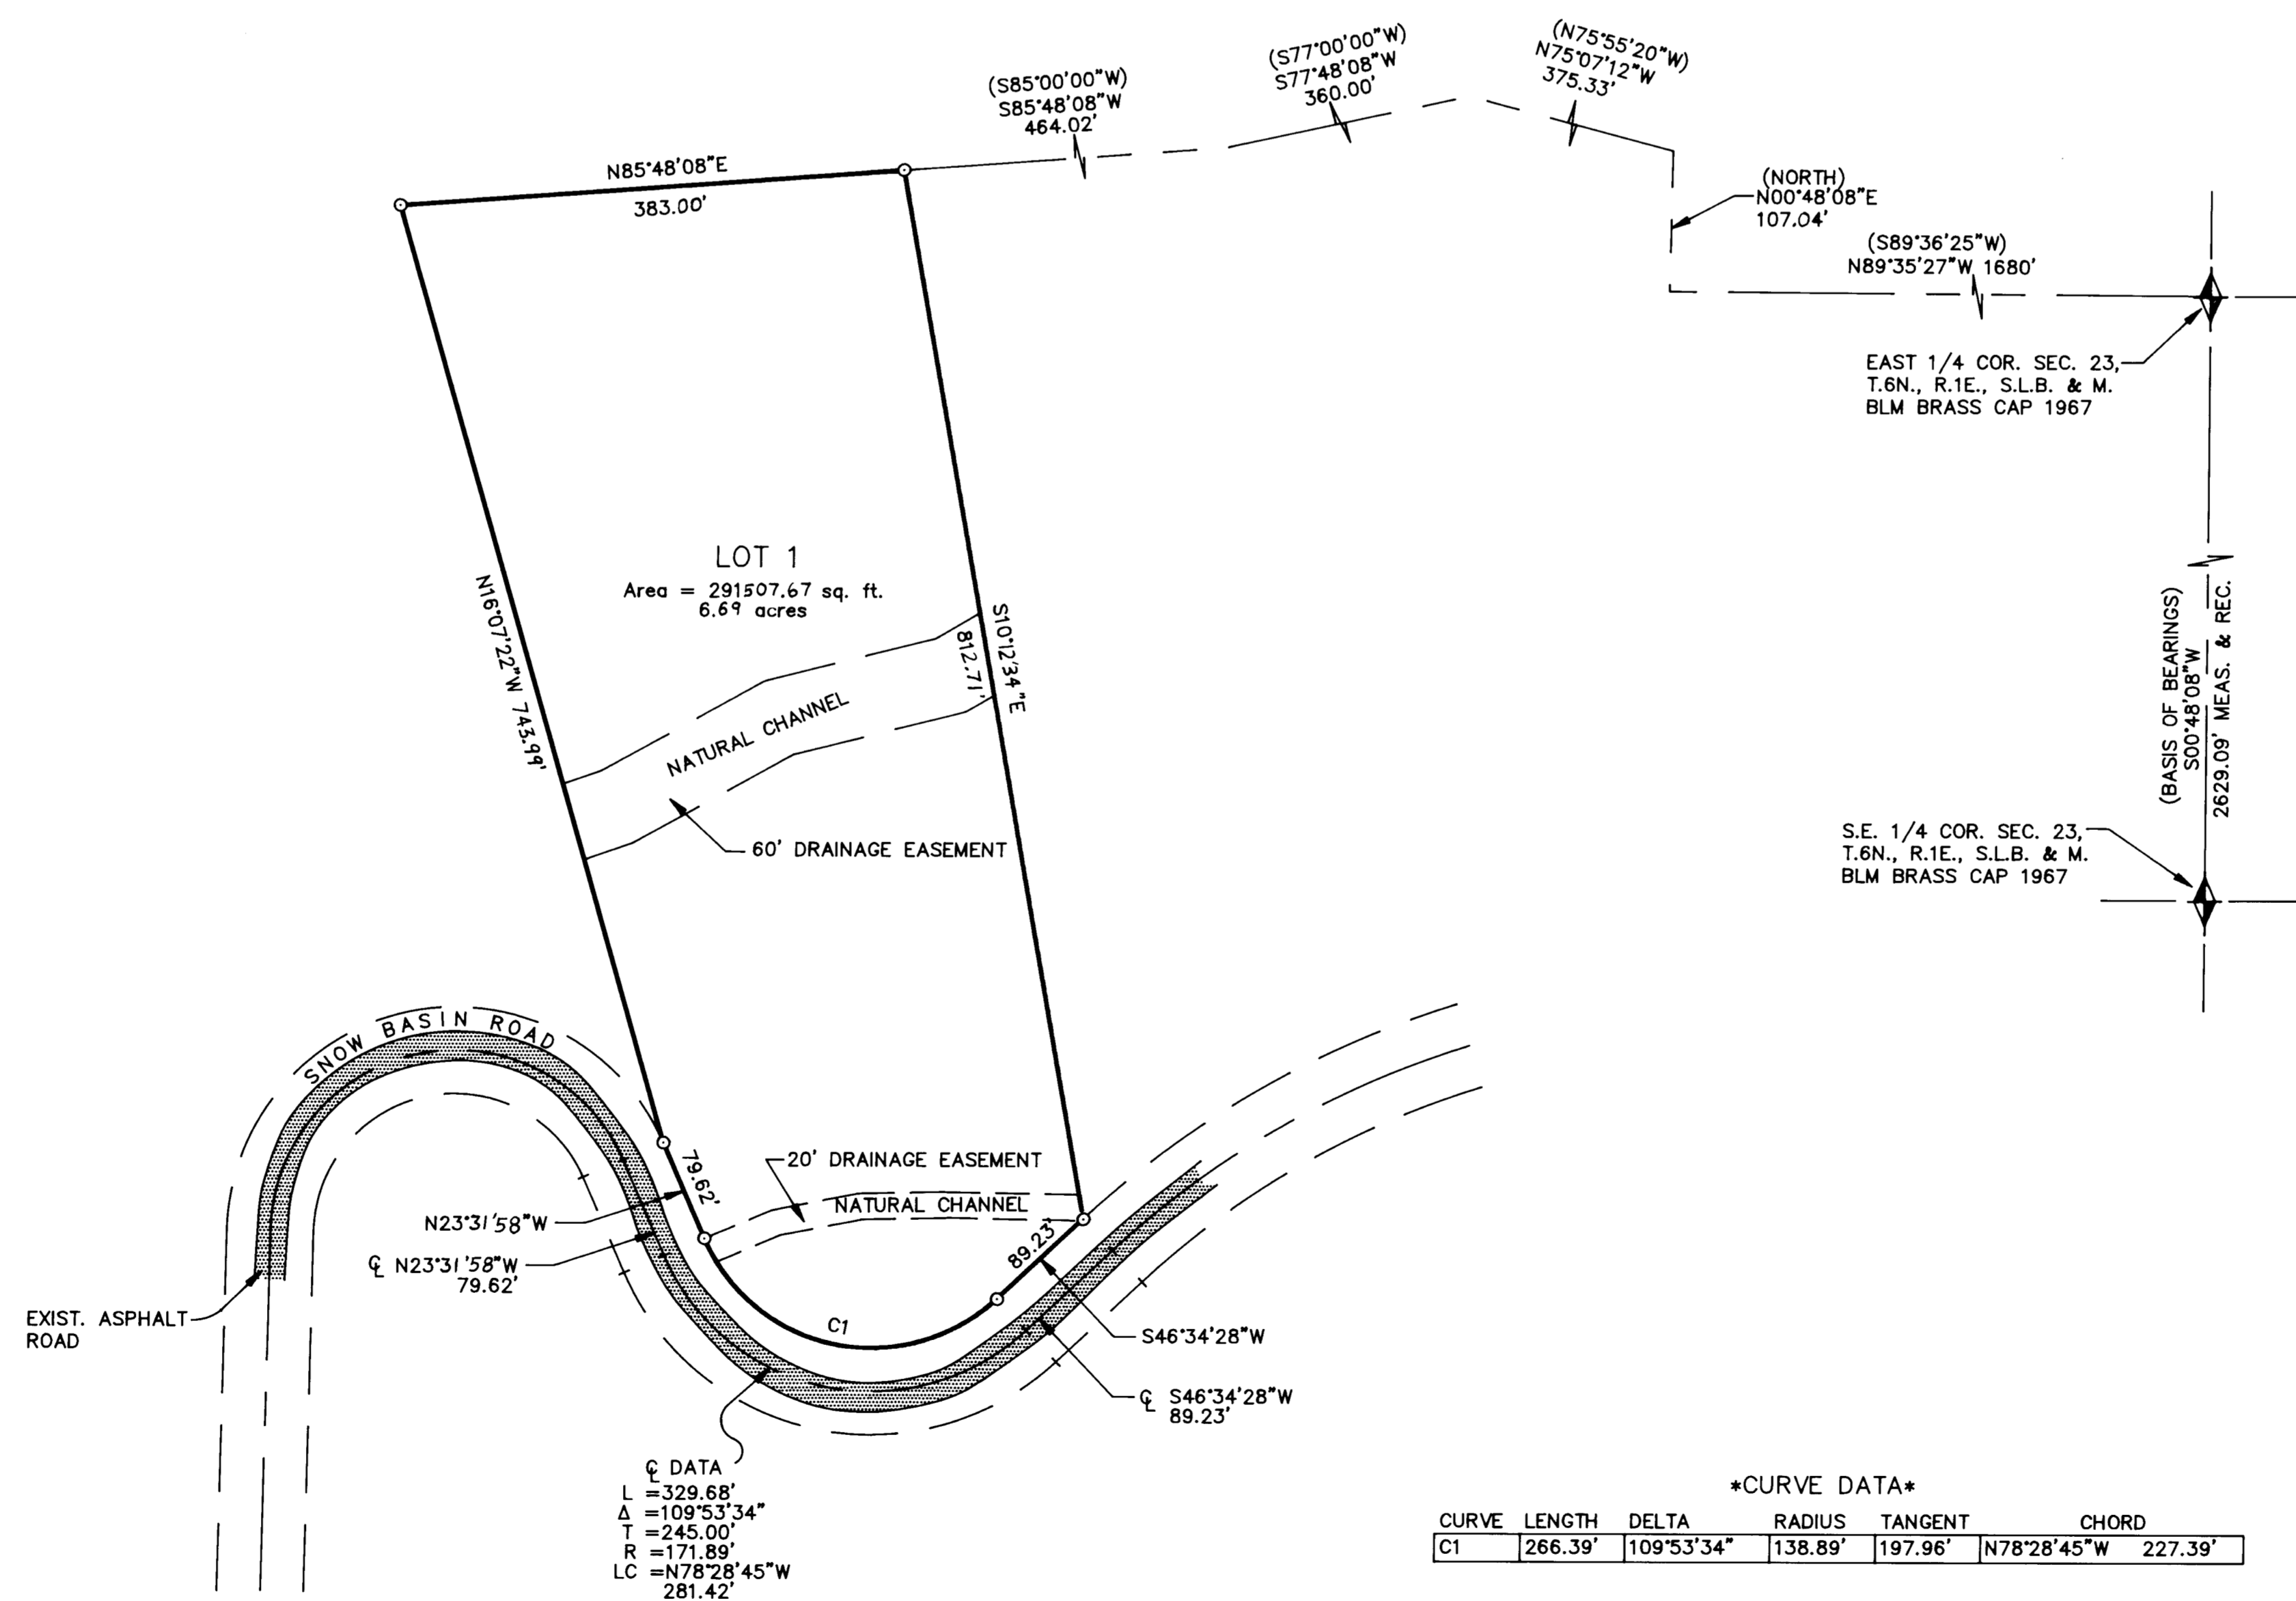 (S85°00'00"W)
S85°48'08"W
464.02'
(S77°00'00"W)
S77°48'08"W
360.00'
(N75°55'20"W)
N75°07'12"W
375.33'
N85°48'08"E
383.00'
(NORTH)
N00°48'08"E
107.04'
(S89°36'25"W)
N89°35'27"W 1680'
EAST 1/4 COR. SEC. 23,
T.6N., R.1E., S.L.B. & M.
BLM BRASS CAP 1967
LOT 1
Area = 291507.67 sq. ft.
6.69 acres
N16°07'22"W 743.99'
S10°12'34"E
812.71'
NATURAL CHANNEL
60' DRAINAGE EASEMENT
(BASIS OF BEARINGS)
S00°48'08"W
2629.09' MEAS. & REC.
S.E. 1/4 COR. SEC. 23,
T.6N., R.1E., S.L.B. & M.
BLM BRASS CAP 1967
SNOW BASIN ROAD
79.62'
20' DRAINAGE EASEMENT
NATURAL CHANNEL
N23°31'58"W
℄ N23°31'58"W
79.62'
89.23'
EXIST. ASPHALT
ROAD
C1
S46°34'28"W
℄ S46°34'28"W
89.23'
℄ DATA
L =329.68'
Δ =109°53'34"
T =245.00'
R =171.89'
LC =N78°28'45"W
281.42'
*CURVE DATA*
CURVE LENGTH DELTA RADIUS TANGENT CHORD
C1 266.39' 109°53'34" 138.89' 197.96' N78°28'45"W 227.39'